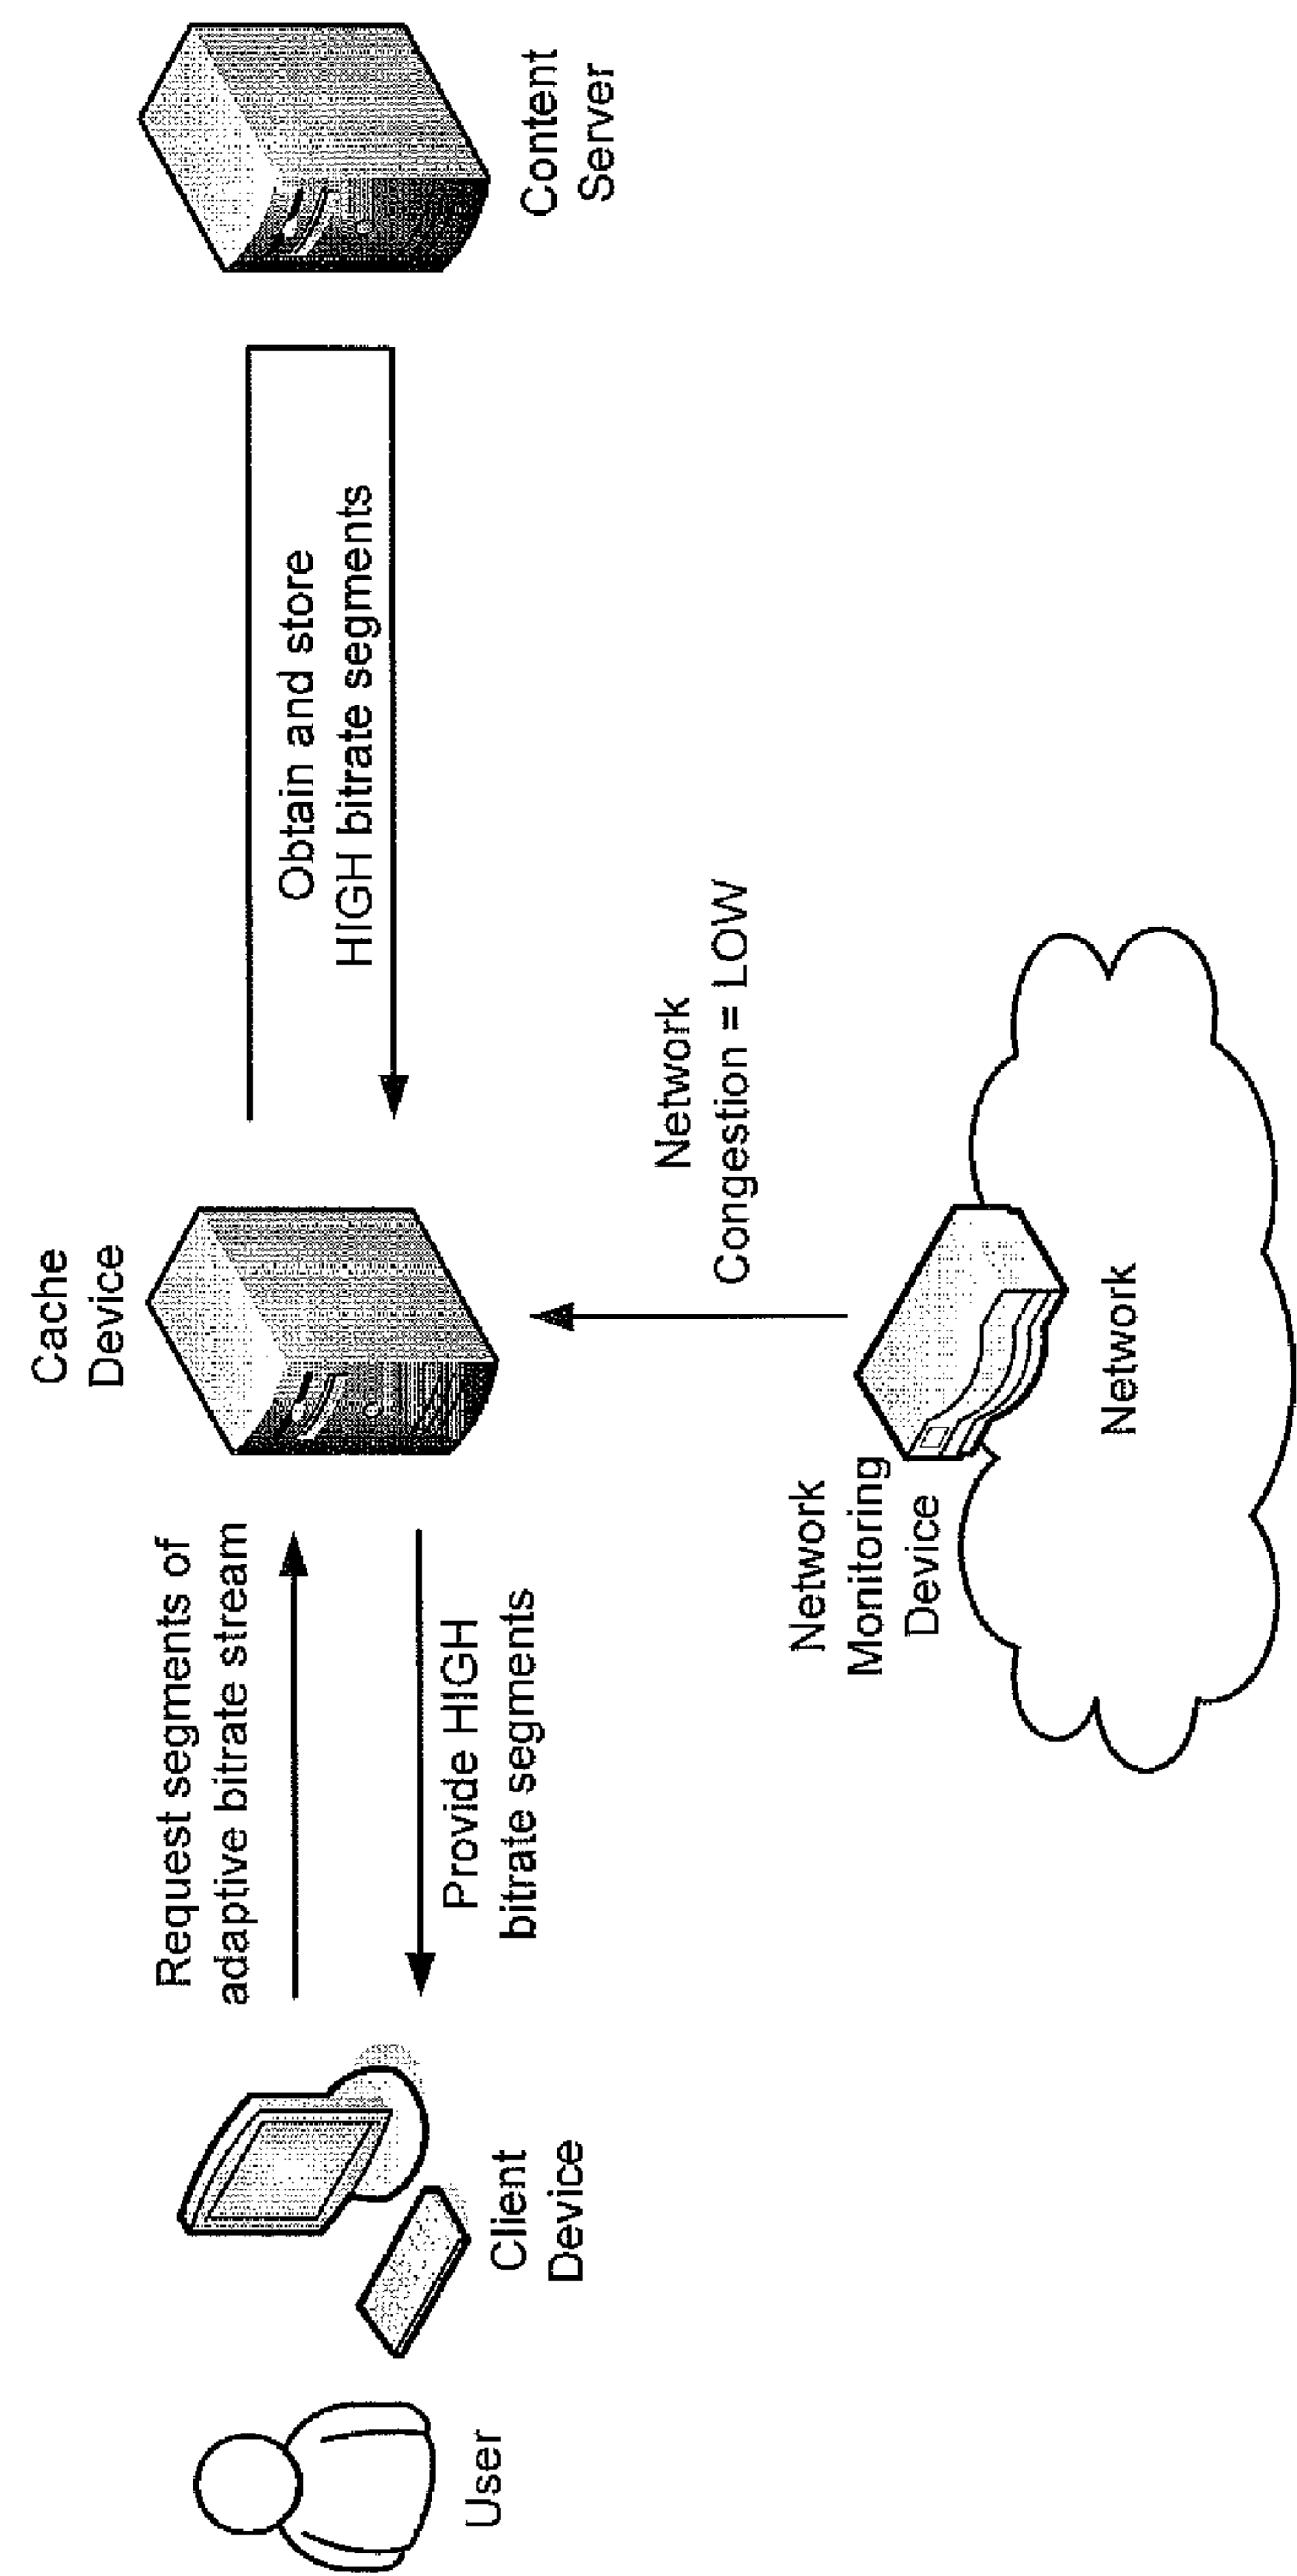 User
Client
Device
Request segments of
adaptive bitrate stream
Provide HIGH
bitrate segments
Cache
Device
Obtain and store
HIGH bitrate segments
Content
Server
Network
Congestion = LOW
Network
Monitoring
Device
Network